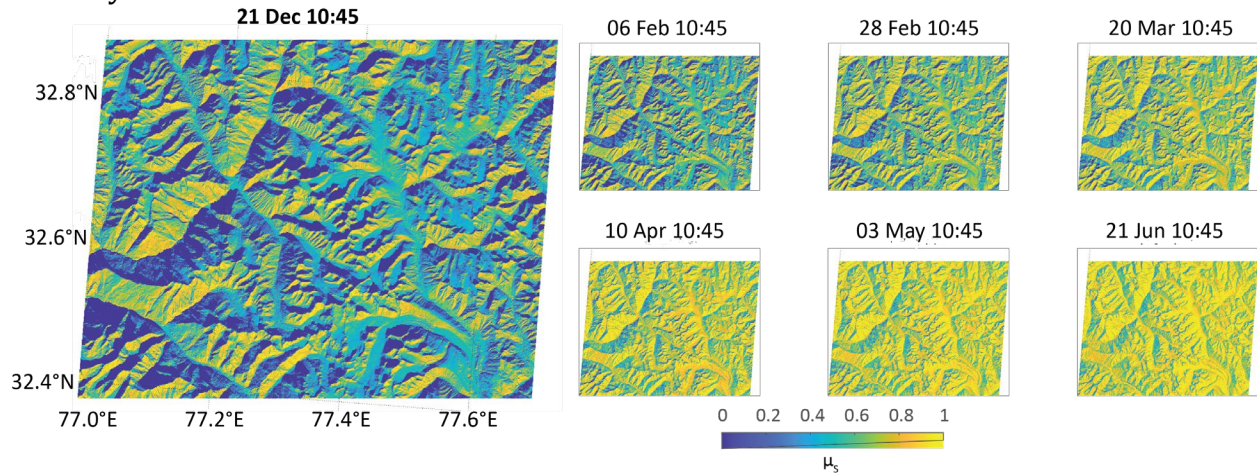 21 Dec 10:45
32.8°N
32.6°N
32.4°N
77.0°E 77.2°E 77.4°E 77.6°E
06 Feb 10:45 28 Feb 10:45 20 Mar 10:45
10 Apr 10:45 03 May 10:45 21 Jun 10:45
0 0.2 0.4 0.6 0.8 1
μs